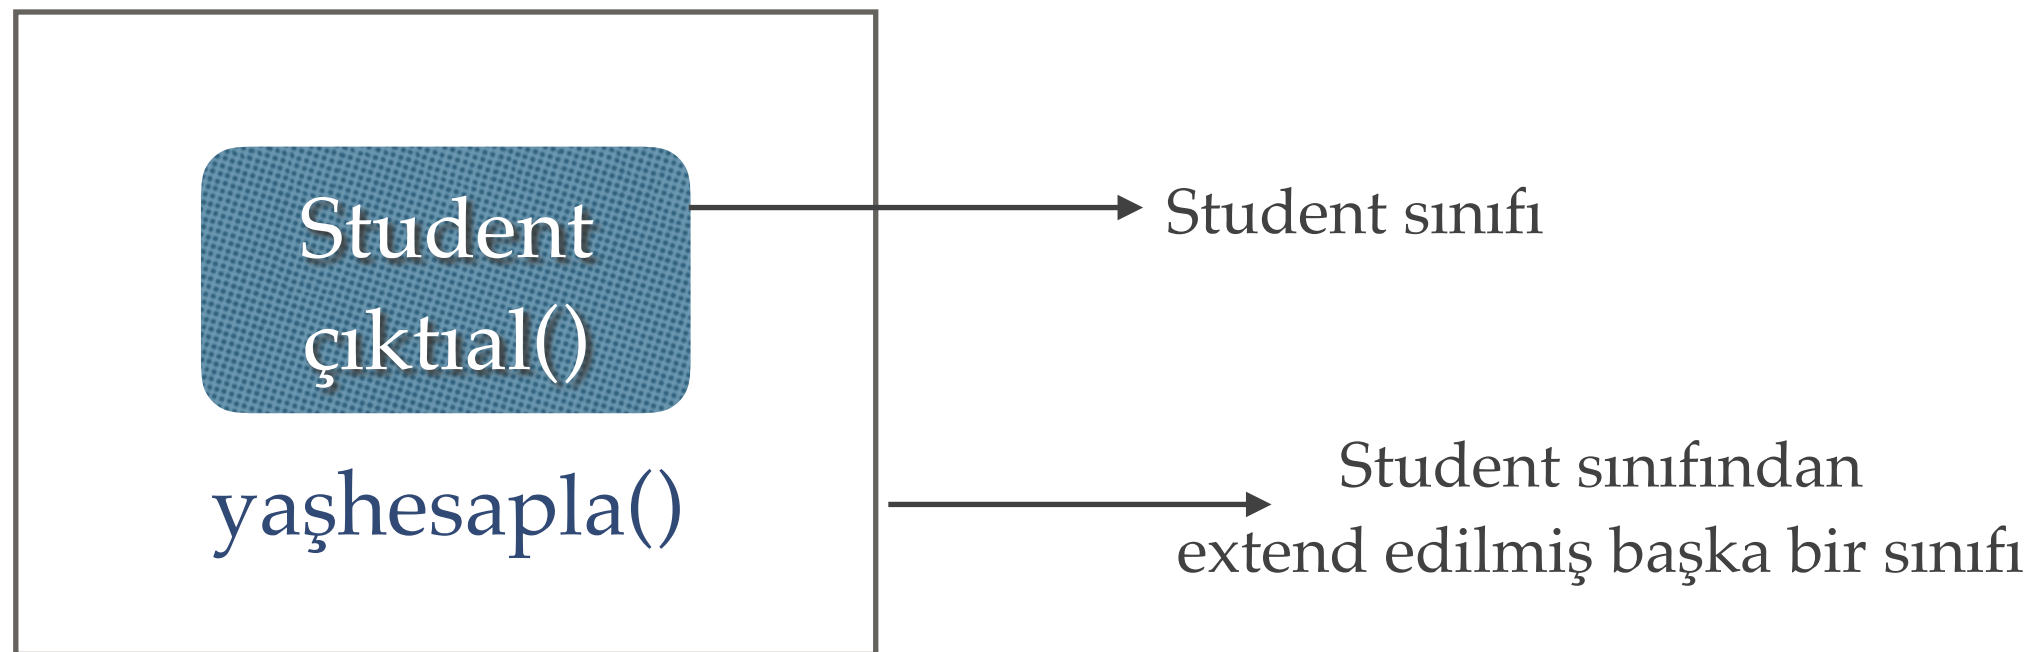 Student
çıktıal()
Student sınıfı
yaşhesapla()
Student sınıfından
extend edilmiş başka bir sınıfı